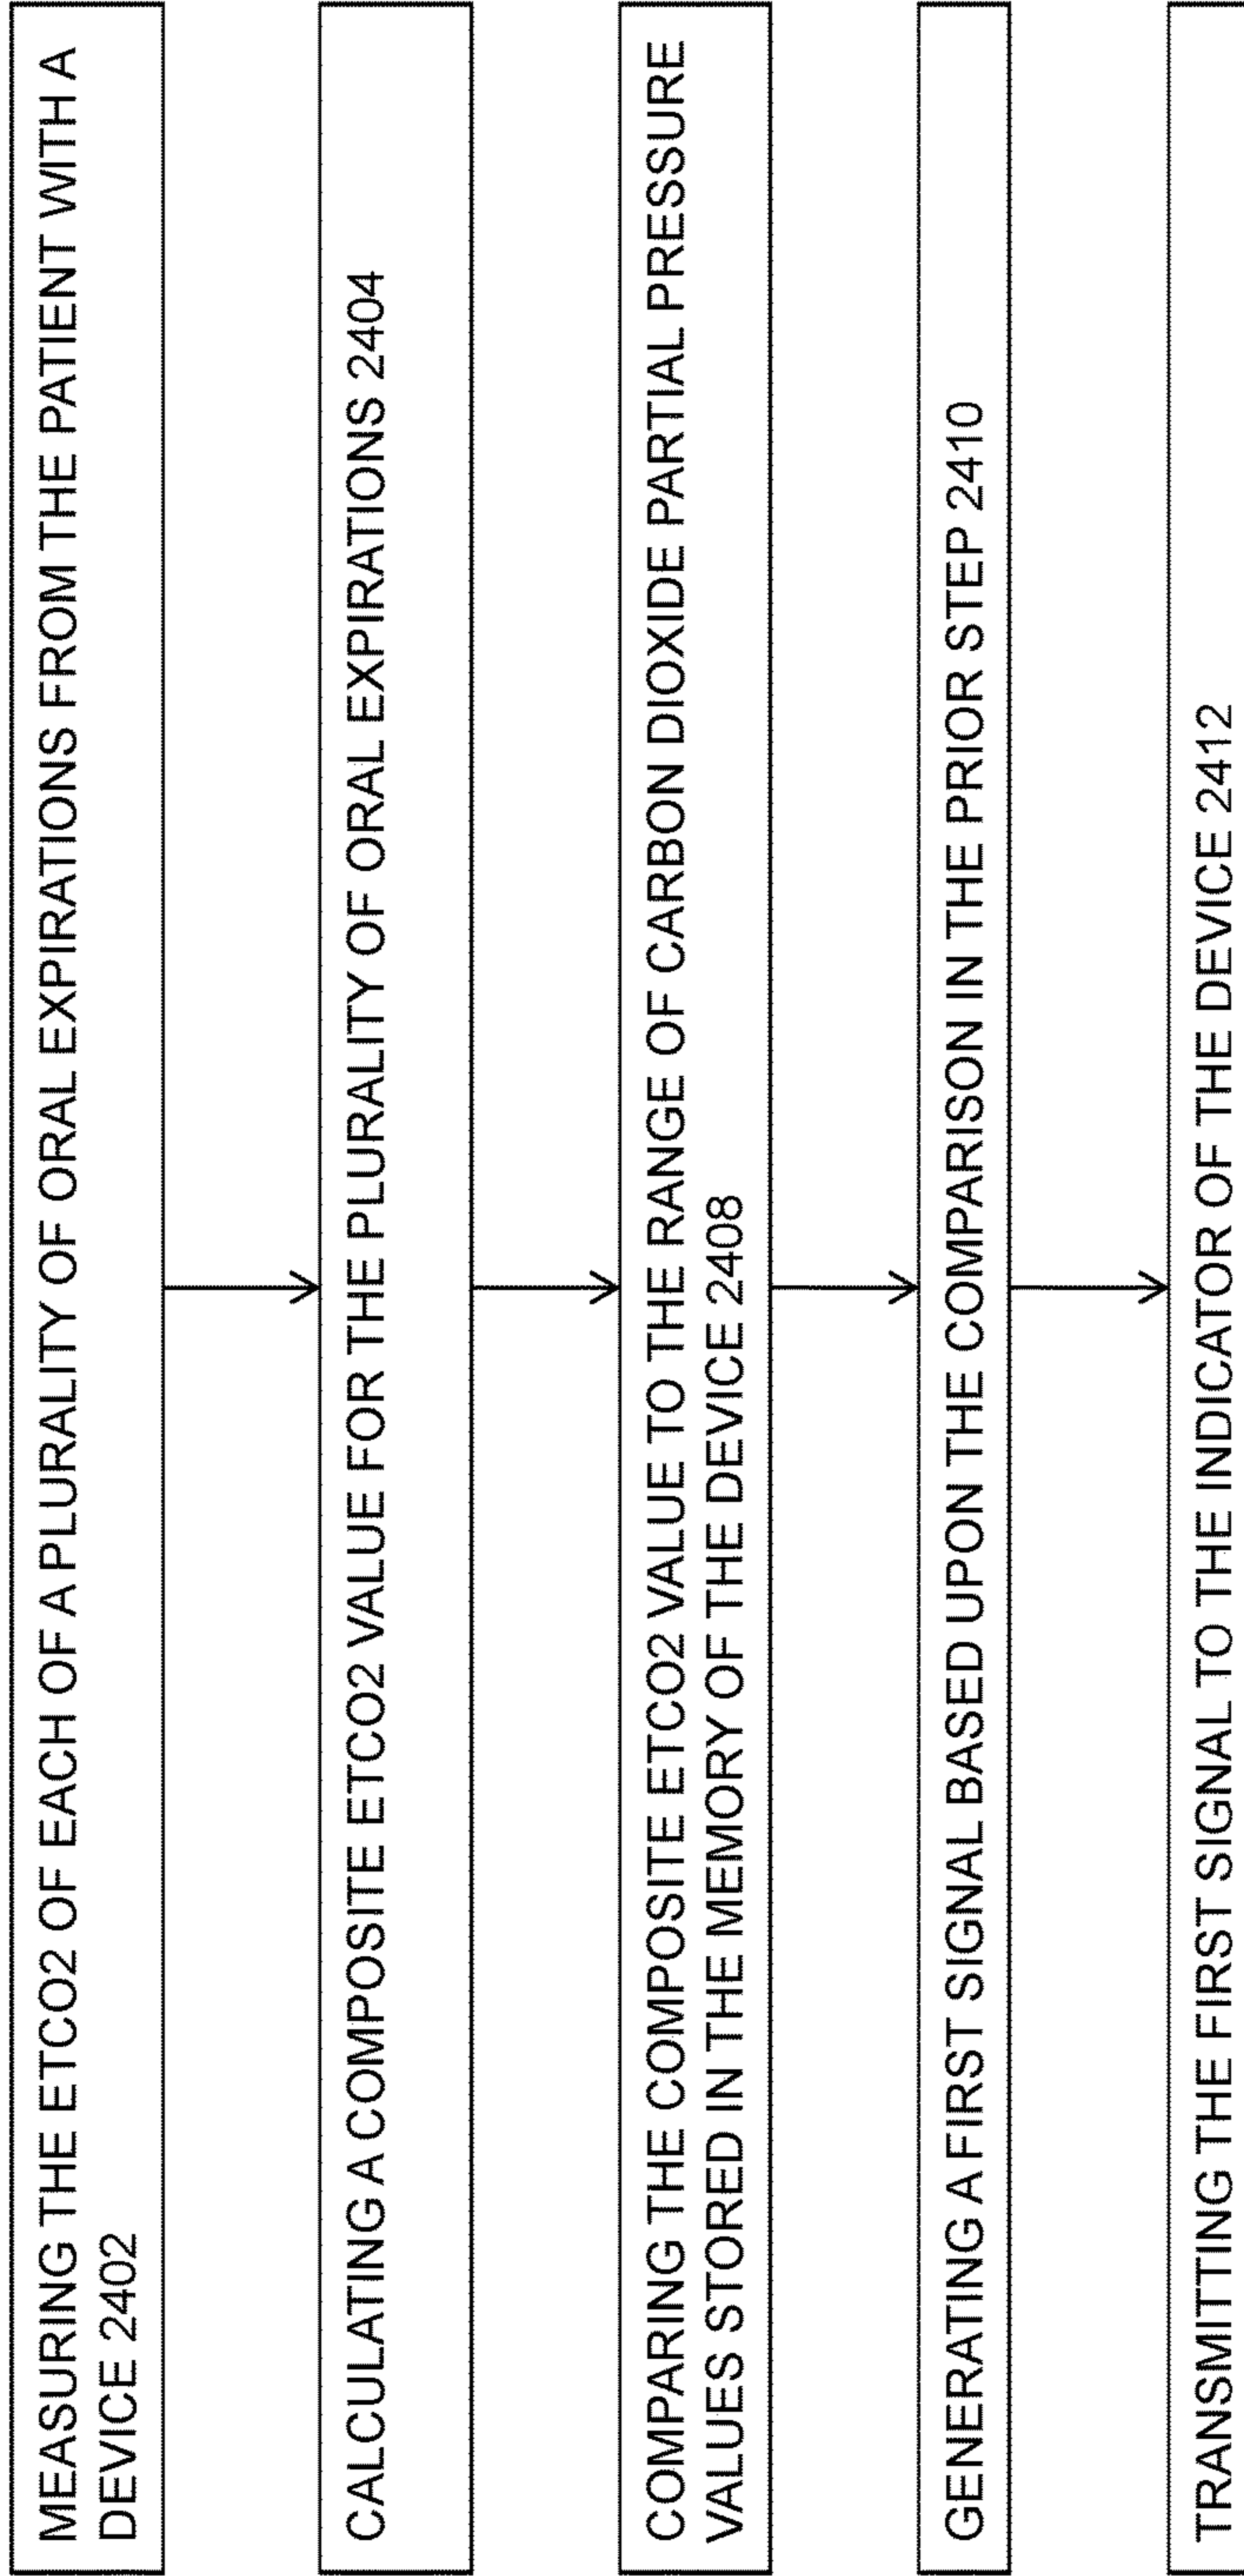 MEASURING THE ETCO2 OF EACH OF A PLURALITY OF ORAL EXPIRATIONS FROM THE PATIENT WITH A
DEVICE 2402
CALCULATING A COMPOSITE ETCO2 VALUE FOR THE PLURALITY OF ORAL EXPIRATIONS 2404
COMPARING THE COMPOSITE ETCO2 VALUE TO THE RANGE OF CARBON DIOXIDE PARTIAL PRESSURE
VALUES STORED IN THE MEMORY OF THE DEVICE 2408
GENERATING A FIRST SIGNAL BASED UPON THE COMPARISON IN THE PRIOR STEP 2410
TRANSMITTING THE FIRST SIGNAL TO THE INDICATOR OF THE DEVICE 2412